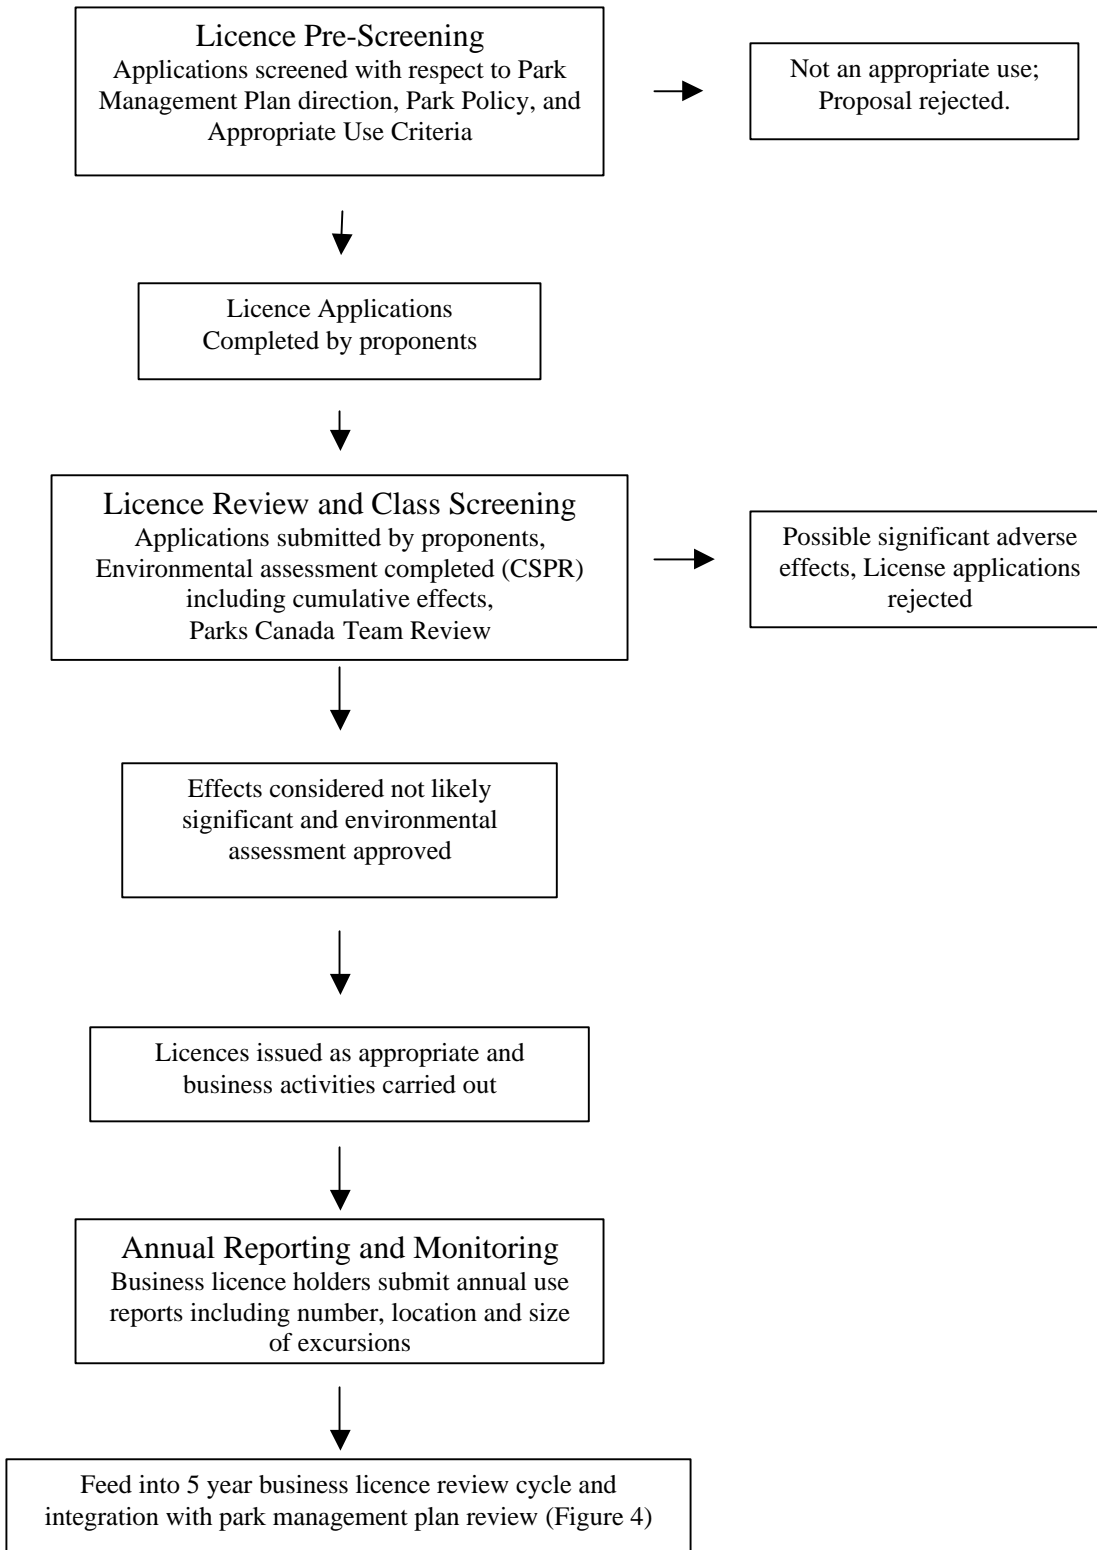 Licence Pre-Screening
Applications screened with respect to Park
Management Plan direction, Park Policy, and
Appropriate Use Criteria
Not an appropriate use;
Proposal rejected.
Licence Applications
Completed by proponents
Licence Review and Class Screening
Applications submitted by proponents,
Environmental assessment completed (CSPR)
including cumulative effects,
Parks Canada Team Review
Possible significant adverse
effects, License applications
rejected
Effects considered not likely
significant and environmental
assessment approved
Licences issued as appropriate and
business activities carried out
Annual Reporting and Monitoring
Business licence holders submit annual use
reports including number, location and size
of excursions
Feed into 5 year business licence review cycle and
integration with park management plan review (Figure 4)